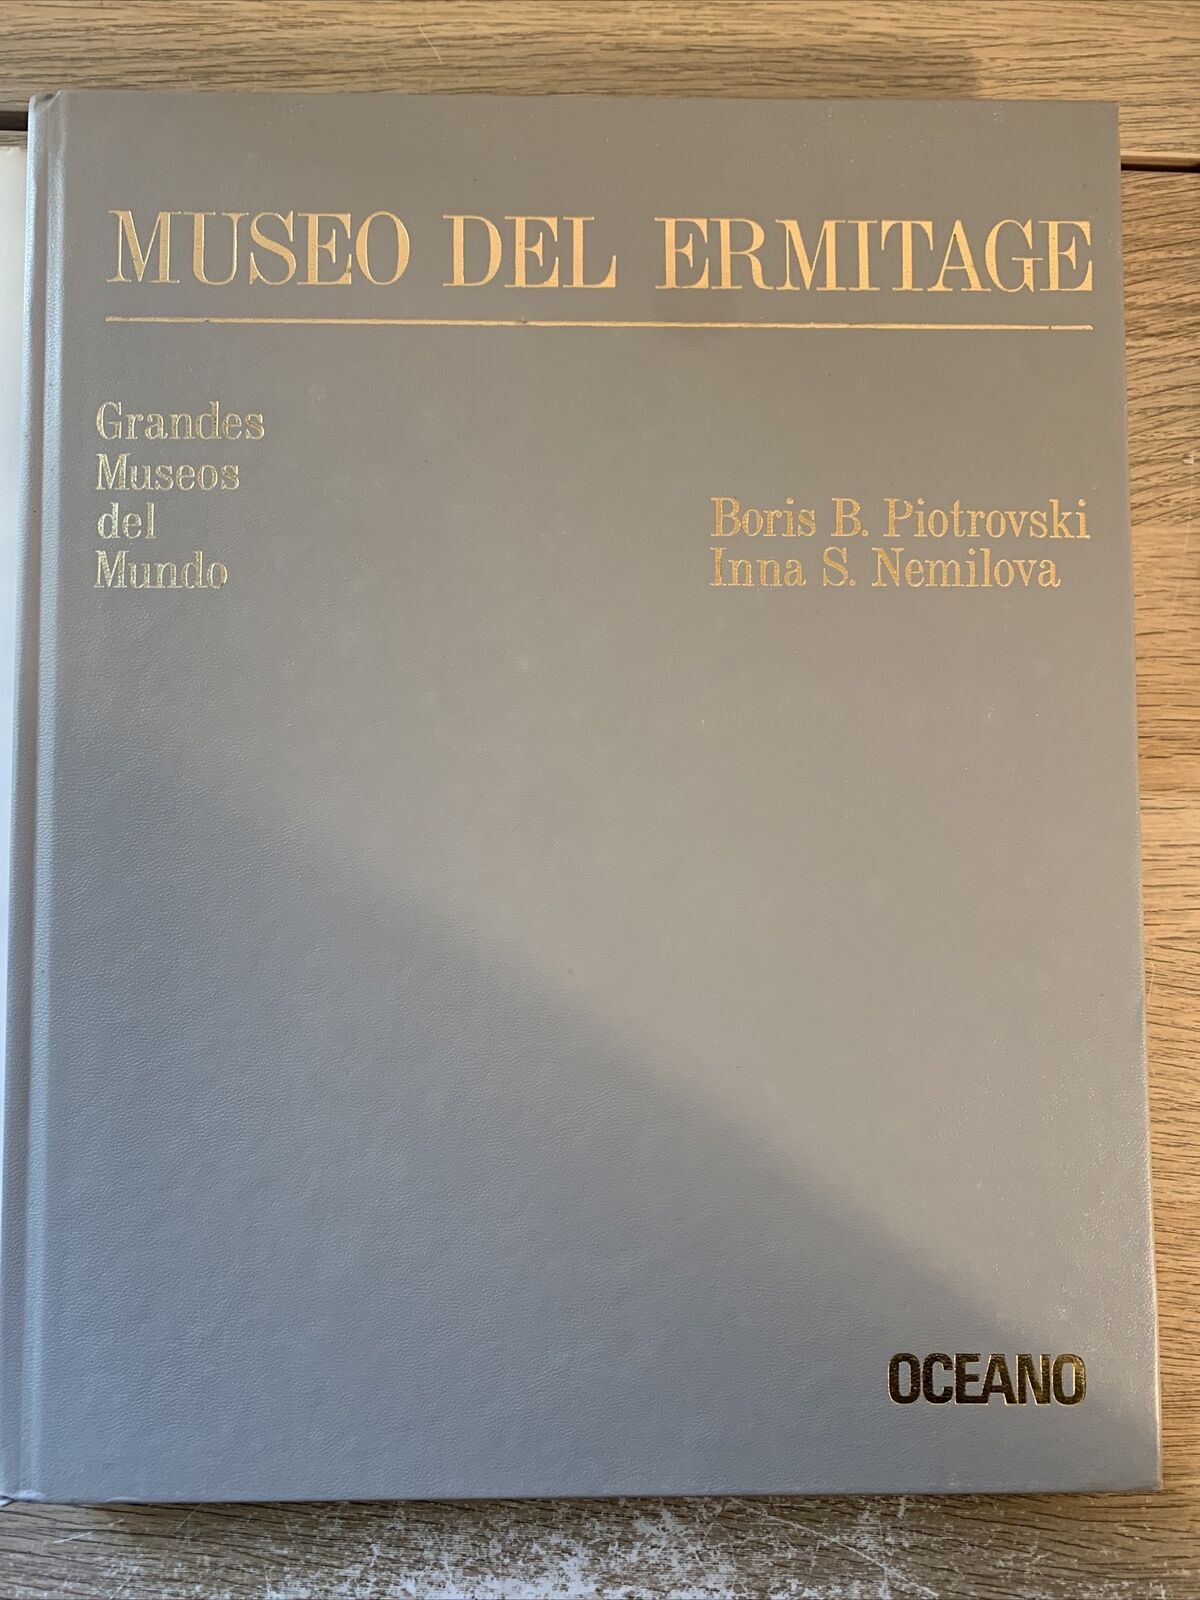 MUSEO DEL ERMITAGE
Grandes
Museos
del
Mundo
Boris B. Piotrovski
Inna S. Nemilova
OCEANO